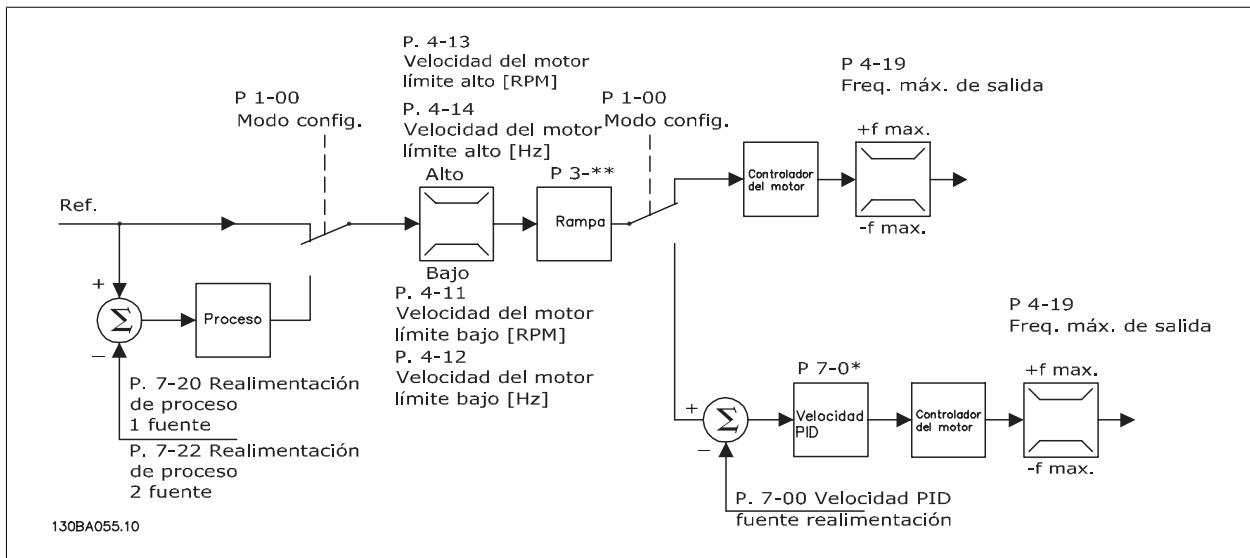 P. 4-13
Velocidad del motor
límite alto [RPM]
P 4-19
Freq. máx. de salida
P 1-00
Modo config.
P. 4-14
Velocidad del motor
límite alto [Hz]
P 1-00
Modo config.
+f max.
Alto
P 3-**
Controlador
del motor
Ref.
Rampa
-f max.
Bajo
+
Σ
−
Proceso
P. 4-11
Velocidad del motor
límite bajo [RPM]
P. 4-12
Velocidad del motor
límite bajo [Hz]
P 4-19
Freq. máx. de salida
P. 7-20 Realimentación
de proceso
1 fuente
P. 7-22 Realimentación
de proceso
2 fuente
P 7-0*
+f max.
+
Σ
−
Velocidad
PID
Controlador
del motor
-f max.
P. 7-00 Velocidad PID
fuente realimentación
130BA055.10